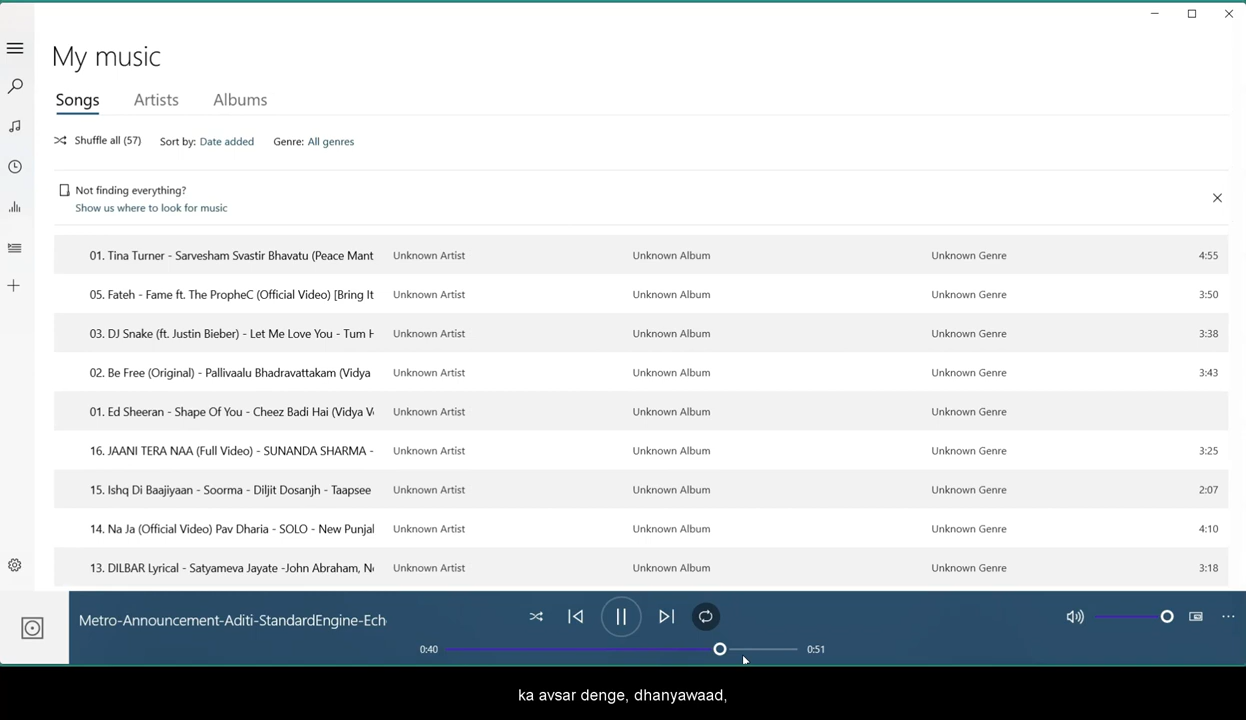 My music
Songs Artists Albums
Shuffle all (57) Sort by: Date added Genre: All genres
Not finding everything?
Show us where to look for music
01. Tina Turner - Sarvesham Svastir Bhavatu (Peace Mant Unknown Artist Unknown Album Unknown Genre 4:55
05. Fateh - Fame ft. The PropheC (Official Video) [Bring It Unknown Artist Unknown Album Unknown Genre 3:50
03. DJ Snake (ft. Justin Bieber) - Let Me Love You - Tum H Unknown Artist Unknown Album Unknown Genre 3:38
02. Be Free (Original) - Pallivaalu Bhadravattakam (Vidya Unknown Artist Unknown Album Unknown Genre 3:43
01. Ed Sheeran - Shape Of You - Cheez Badi Hai (Vidya V Unknown Artist Unknown Album Unknown Genre
16. JAANI TERA NAA (Full Video) - SUNANDA SHARMA - Unknown Artist Unknown Album Unknown Genre 3:25
15. Ishq Di Baajiyaan - Soorma - Diljit Dosanjh - Taapsee Unknown Artist Unknown Album Unknown Genre 2:07
14. Na Ja (Official Video) Pav Dharia - SOLO - New Punjal Unknown Artist Unknown Album Unknown Genre 4:10
13. DILBAR Lyrical - Satyameva Jayate -John Abraham, No Unknown Artist Unknown Album Unknown Genre 3:18
Metro-Announcement-Aditi-StandardEngine-Ech
0:40 0:51
ka avsar denge, dhanyawaad,